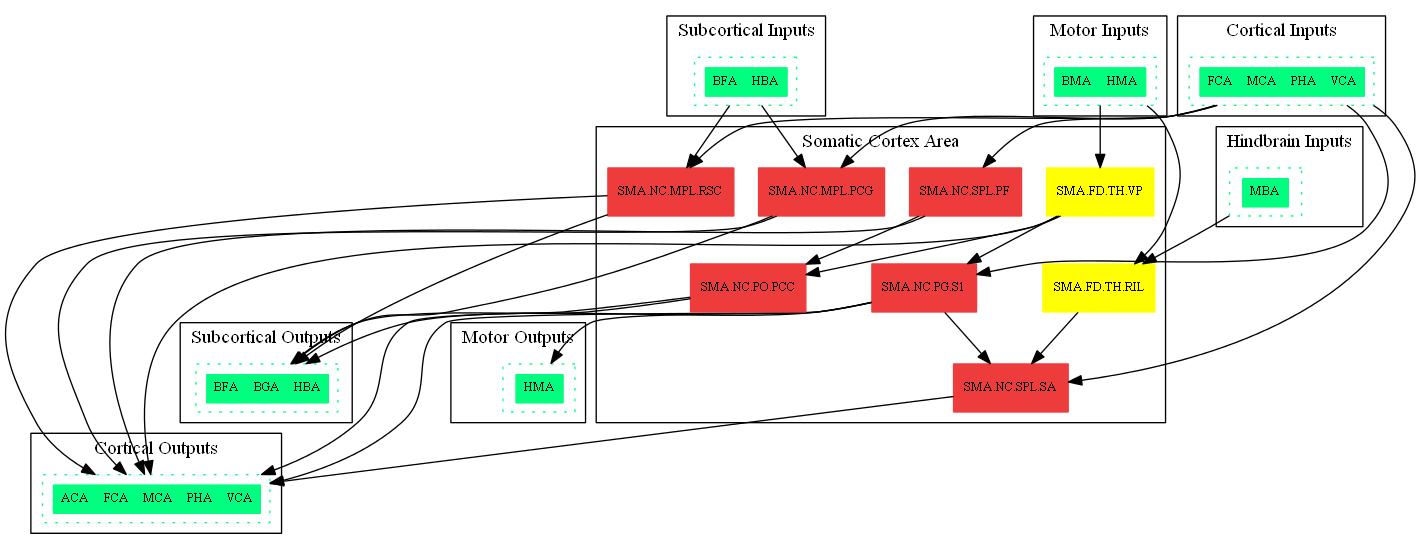 Subcortical Inputs
BFA HBA
Motor Inputs
BMA HMA
Cortical Inputs
FCA MCA PHA VCA
Somatic Cortex Area
Hindbrain Inputs
MBA
SMA.NC.MPL.RSC
SMA.NC.MPL.PCG
SMA.NC.SPL.PF
SMA.FD.TH.VP
SMA.NC.PO.PCC
SMA.NC.PG.S1
SMA.FD.TH.RIL
Subcortical Outputs
BFA BGA HBA
Motor Outputs
HMA
SMA.NC.SPL.SA
Cortical Outputs
ACA FCA MCA PHA VCA